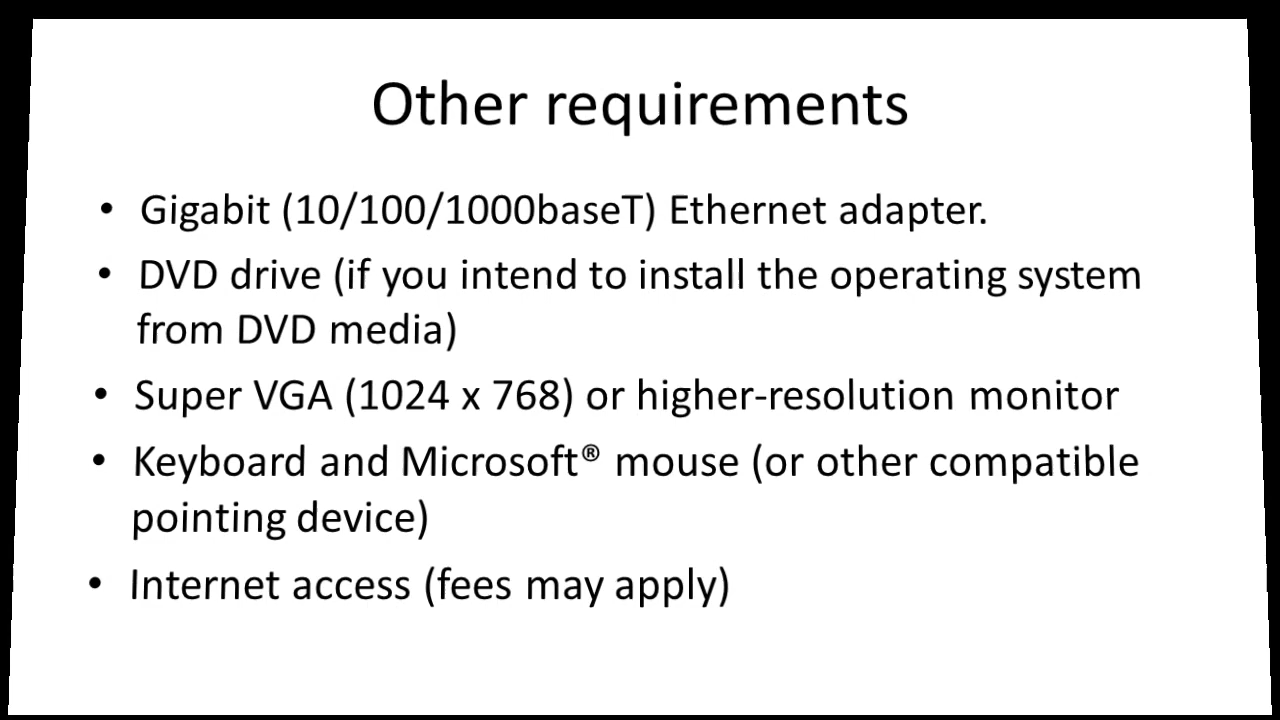 Other requirements
• Gigabit (10/100/1000baseT) Ethernet adapter.
• DVD drive (if you intend to install the operating system
from DVD media)
• Super VGA (1024 x 768) or higher-resolution monitor
• Keyboard and Microsoft® mouse (or other compatible
pointing device)
• Internet access (fees may apply)